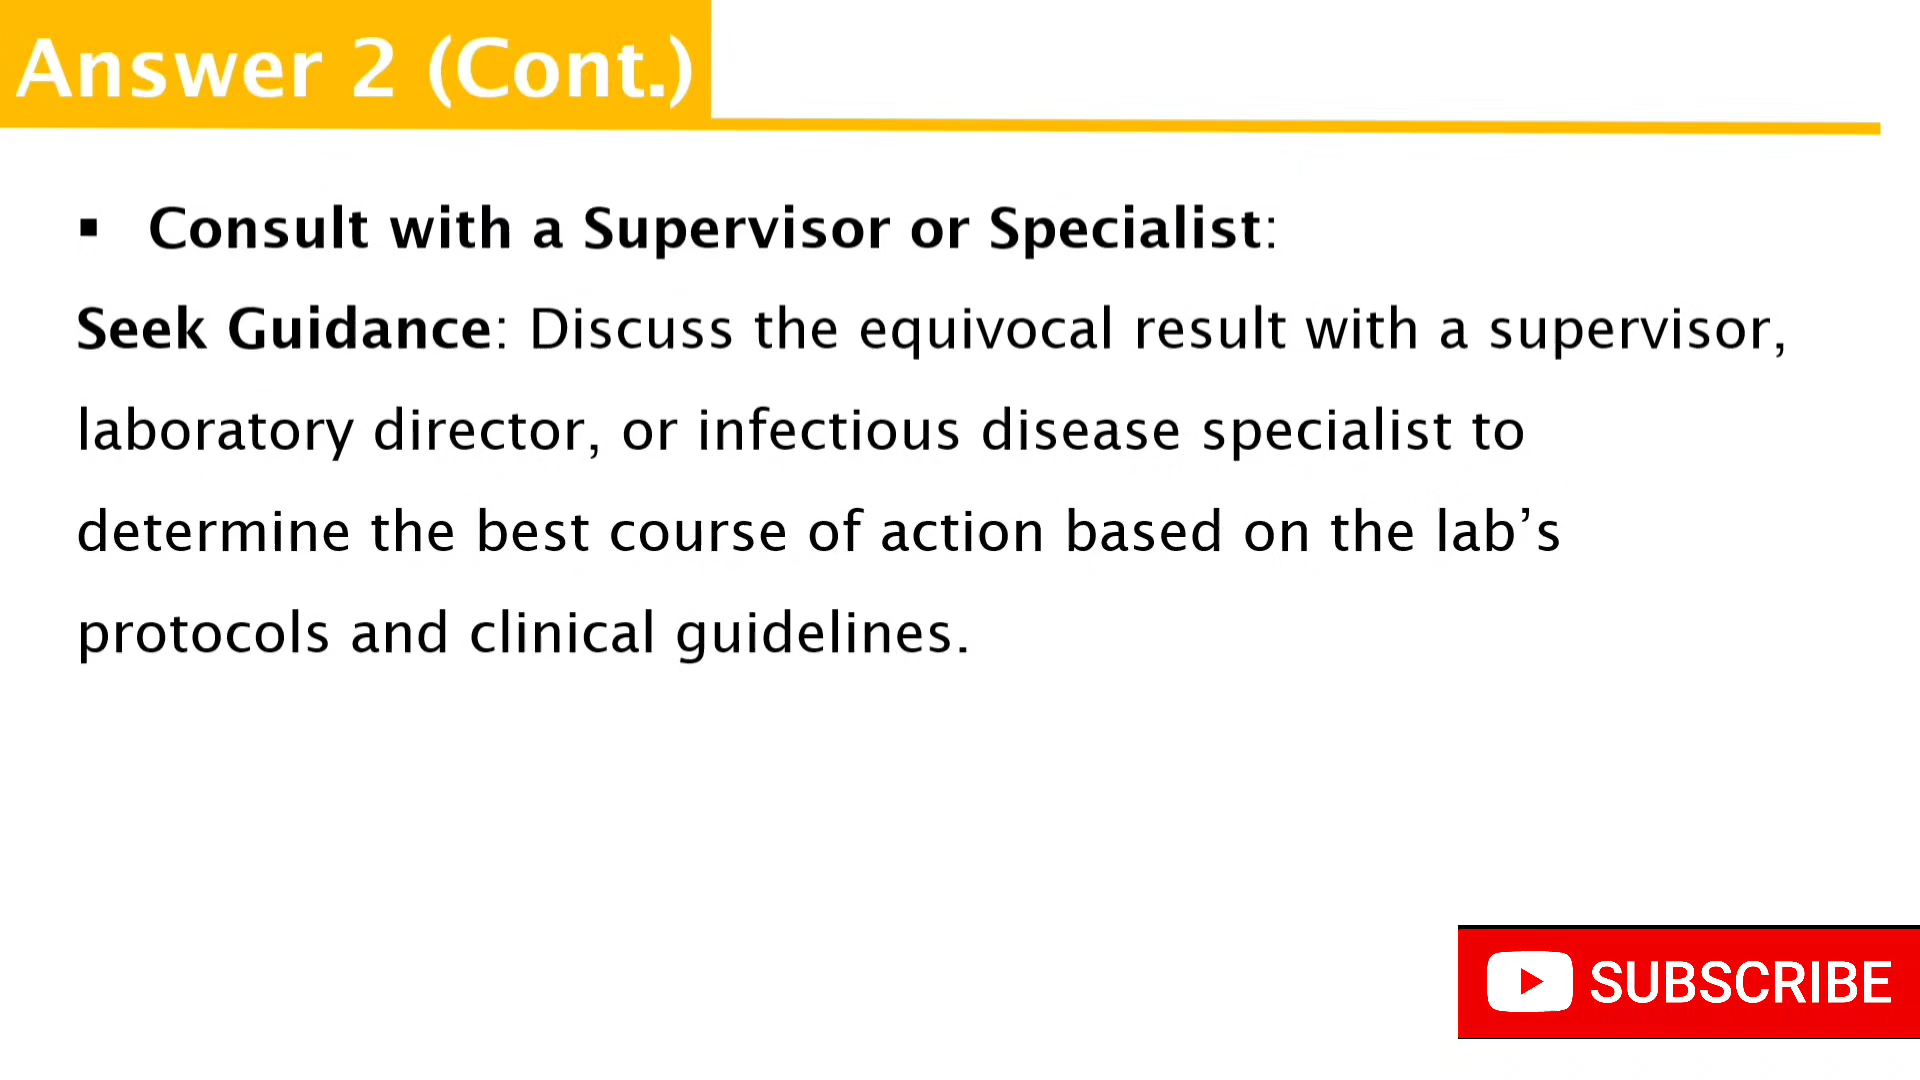 Answer 2 (Cont.)
▪ Consult with a Supervisor or Specialist:
Seek Guidance: Discuss the equivocal result with a supervisor,
laboratory director, or infectious disease specialist to
determine the best course of action based on the lab’s
protocols and clinical guidelines.
SUBSCRIBE